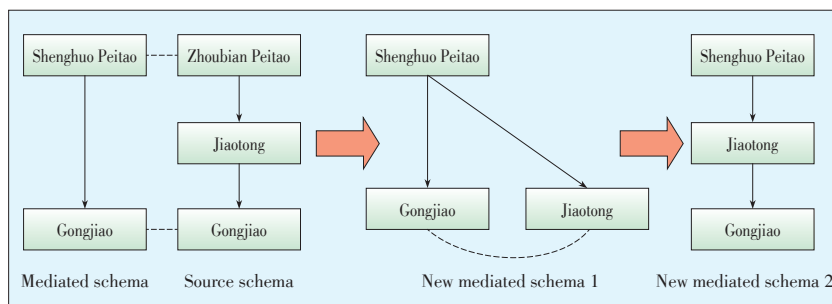 Shenghuo Peitao
Zhoubian Peitao
Shenghuo Peitao
Shenghuo Peitao
Jiaotong
Jiaotong
Gongjiao
Jiaotong
Gongjiao
Gongjiao
Gongjiao
Mediated schema
Source schema
New mediated schema 1
New mediated schema 2